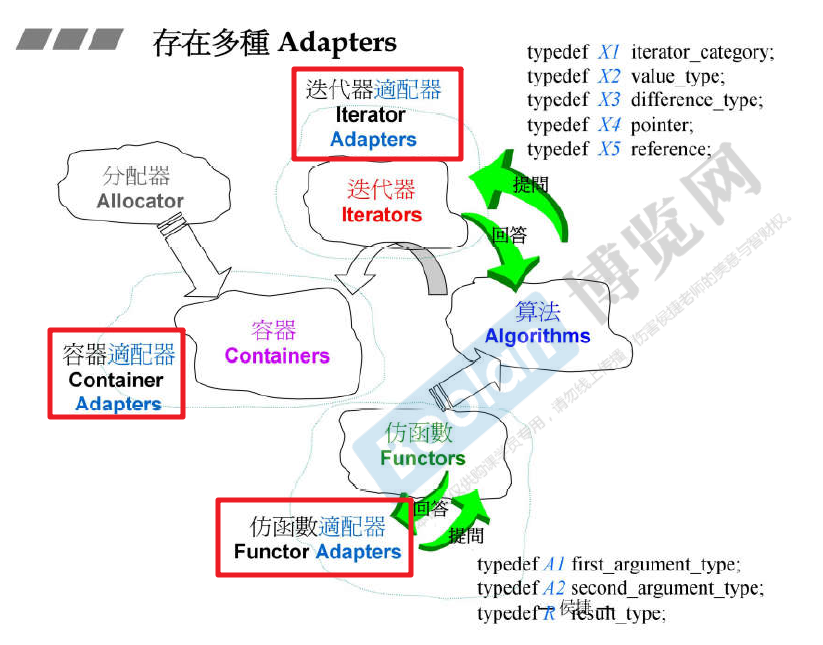 存在多種 Adapters
typedef X1 iterator_category;
typedef X2 value_type;
typedef X3 difference_type;
typedef X4 pointer;
typedef X5 reference;
迭代器適配器
Iterator
Adapters
分配器
Allocator
迭代器
Iterators
提問
回答
容器
Containers
算法
Algorithms
容器適配器
Container
Adapters
仿函數
Functors
回答
提問
仿函數適配器
Functor Adapters
typedef A1 first_argument_type;
typedef A2 second_argument_type;
typedef R result_type;
— 侯捷 —
Boolan
博览网